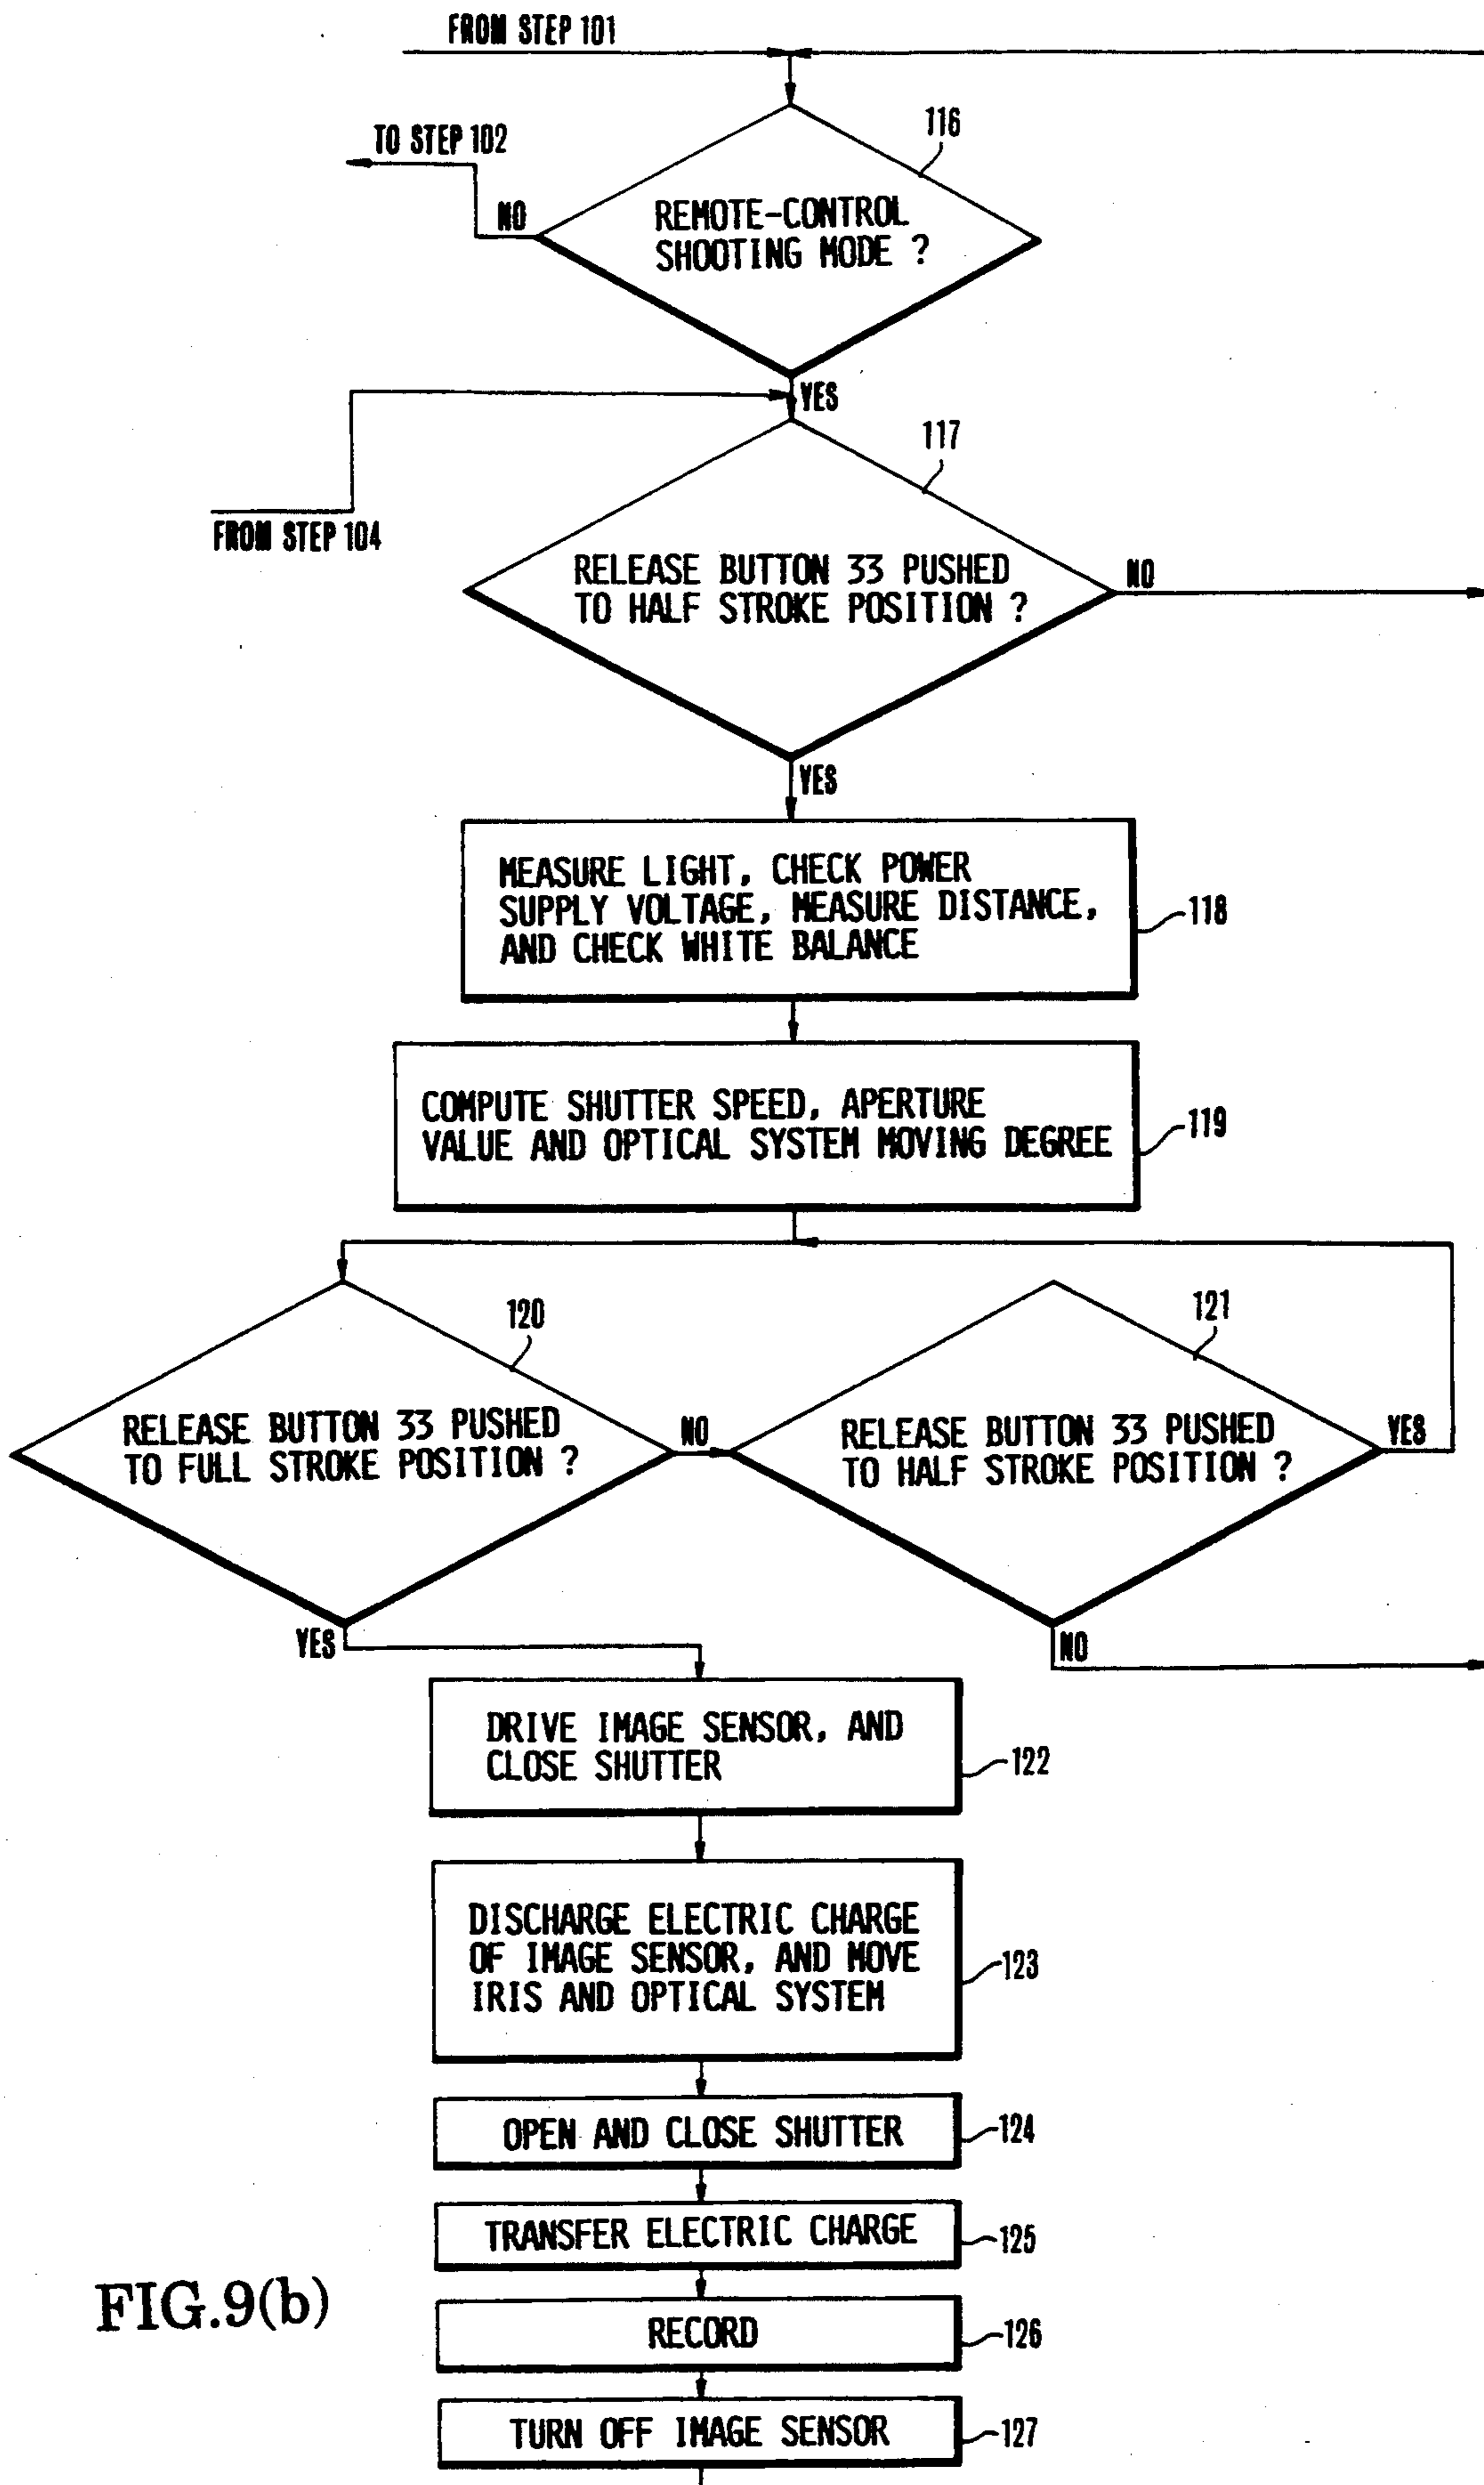 FROM STEP 101
TO STEP 102
116
NO
REMOTE-CONTROL
SHOOTING MODE ?
YES
117
FROM STEP 104
RELEASE BUTTON 33 PUSHED
TO HALF STROKE POSITION ?
NO
YES
MEASURE LIGHT, CHECK POWER
SUPPLY VOLTAGE, MEASURE DISTANCE,
AND CHECK WHITE BALANCE
118
COMPUTE SHUTTER SPEED, APERTURE
VALUE AND OPTICAL SYSTEM MOVING DEGREE
119
120
RELEASE BUTTON 33 PUSHED
TO FULL STROKE POSITION ?
NO
121
RELEASE BUTTON 33 PUSHED
TO HALF STROKE POSITION ?
YES
YES
NO
DRIVE IMAGE SENSOR, AND
CLOSE SHUTTER
122
DISCHARGE ELECTRIC CHARGE
OF IMAGE SENSOR, AND MOVE
IRIS AND OPTICAL SYSTEM
123
OPEN AND CLOSE SHUTTER
124
TRANSFER ELECTRIC CHARGE
125
RECORD
126
TURN OFF IMAGE SENSOR
127
FIG.9(b)